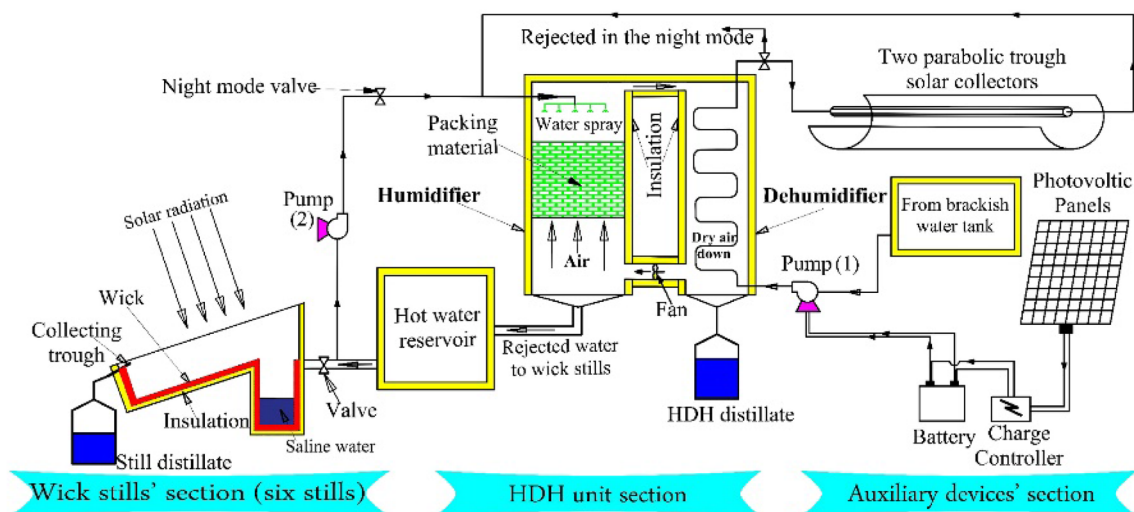 Rejected in the night mode
Two parabolic trough
solar collectors
Night mode valve
Water spray
Packing
material
Insulation
Humidifier
Dehumidifier
Photovoltic
Panels
From brackish
water tank
Solar radiation
Pump
(2)
Air
Dry air
down
Pump (1)
Fan
Wick
Collecting
trough
Hot water
reservoir
Rejected water
to wick stills
Insulation
Valve
Saline water
HDH distillate
Still distillate
Battery
Charge
Controller
Wick stills' section (six stills)
HDH unit section
Auxiliary devices' section